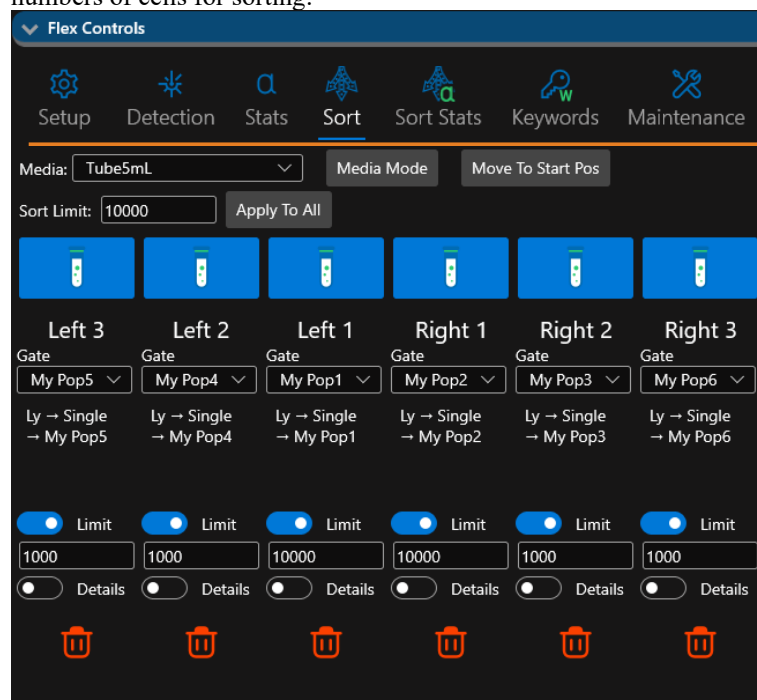 numbers of cells for sorting.
Flex Controls
Setup Detection Stats Sort Sort Stats Keywords Maintenance
Media: Tube5mL Media Mode Move To Start Pos
Sort Limit: 10000 Apply To All
Left 3 Left 2 Left 1 Right 1 Right 2 Right 3
Gate Gate Gate Gate Gate Gate
My Pop5 My Pop4 My Pop1 My Pop2 My Pop3 My Pop6
Ly → Single Ly → Single Ly → Single Ly → Single Ly → Single Ly → Single
→ My Pop5 → My Pop4 → My Pop1 → My Pop2 → My Pop3 → My Pop6
Limit Limit Limit Limit Limit Limit
1000 1000 10000 10000 1000 1000
Details Details Details Details Details Details